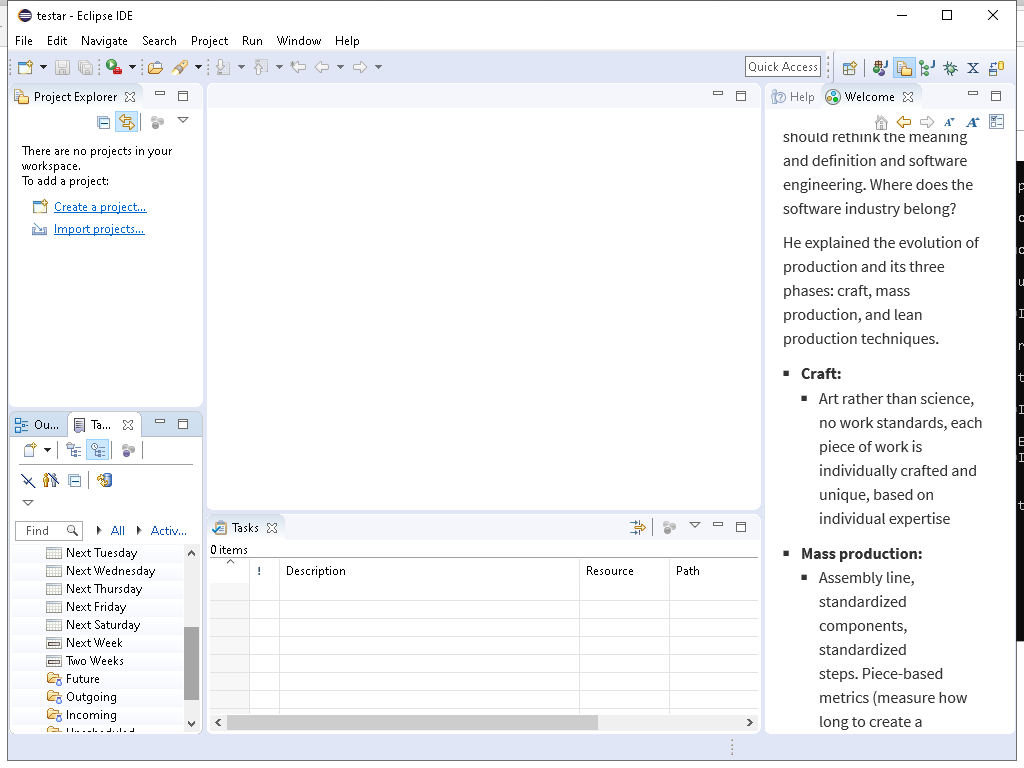 testar - Eclipse IDE
File Edit Navigate Search Project Run Window Help
Quick Access
Project Explorer
There are no projects in your
workspace.
To add a project:
Create a project...
Import projects...
Ou...
Ta...
Find
All
Activ...
Next Tuesday
Next Wednesday
Next Thursday
Next Friday
Next Saturday
Next Week
Two Weeks
Future
Outgoing
Incoming
Unscheduled
Tasks
0 items
! Description Resource Path
Help
Welcome
should rethink the meaning
and definition and software
engineering. Where does the
software industry belong?
He explained the evolution of
production and its three
phases: craft, mass
production, and lean
production techniques.
Craft:
Art rather than science,
no work standards, each
piece of work is
individually crafted and
unique, based on
individual expertise
Mass production:
Assembly line,
standardized
components,
standardized
steps. Piece-based
metrics (measure how
long to create a